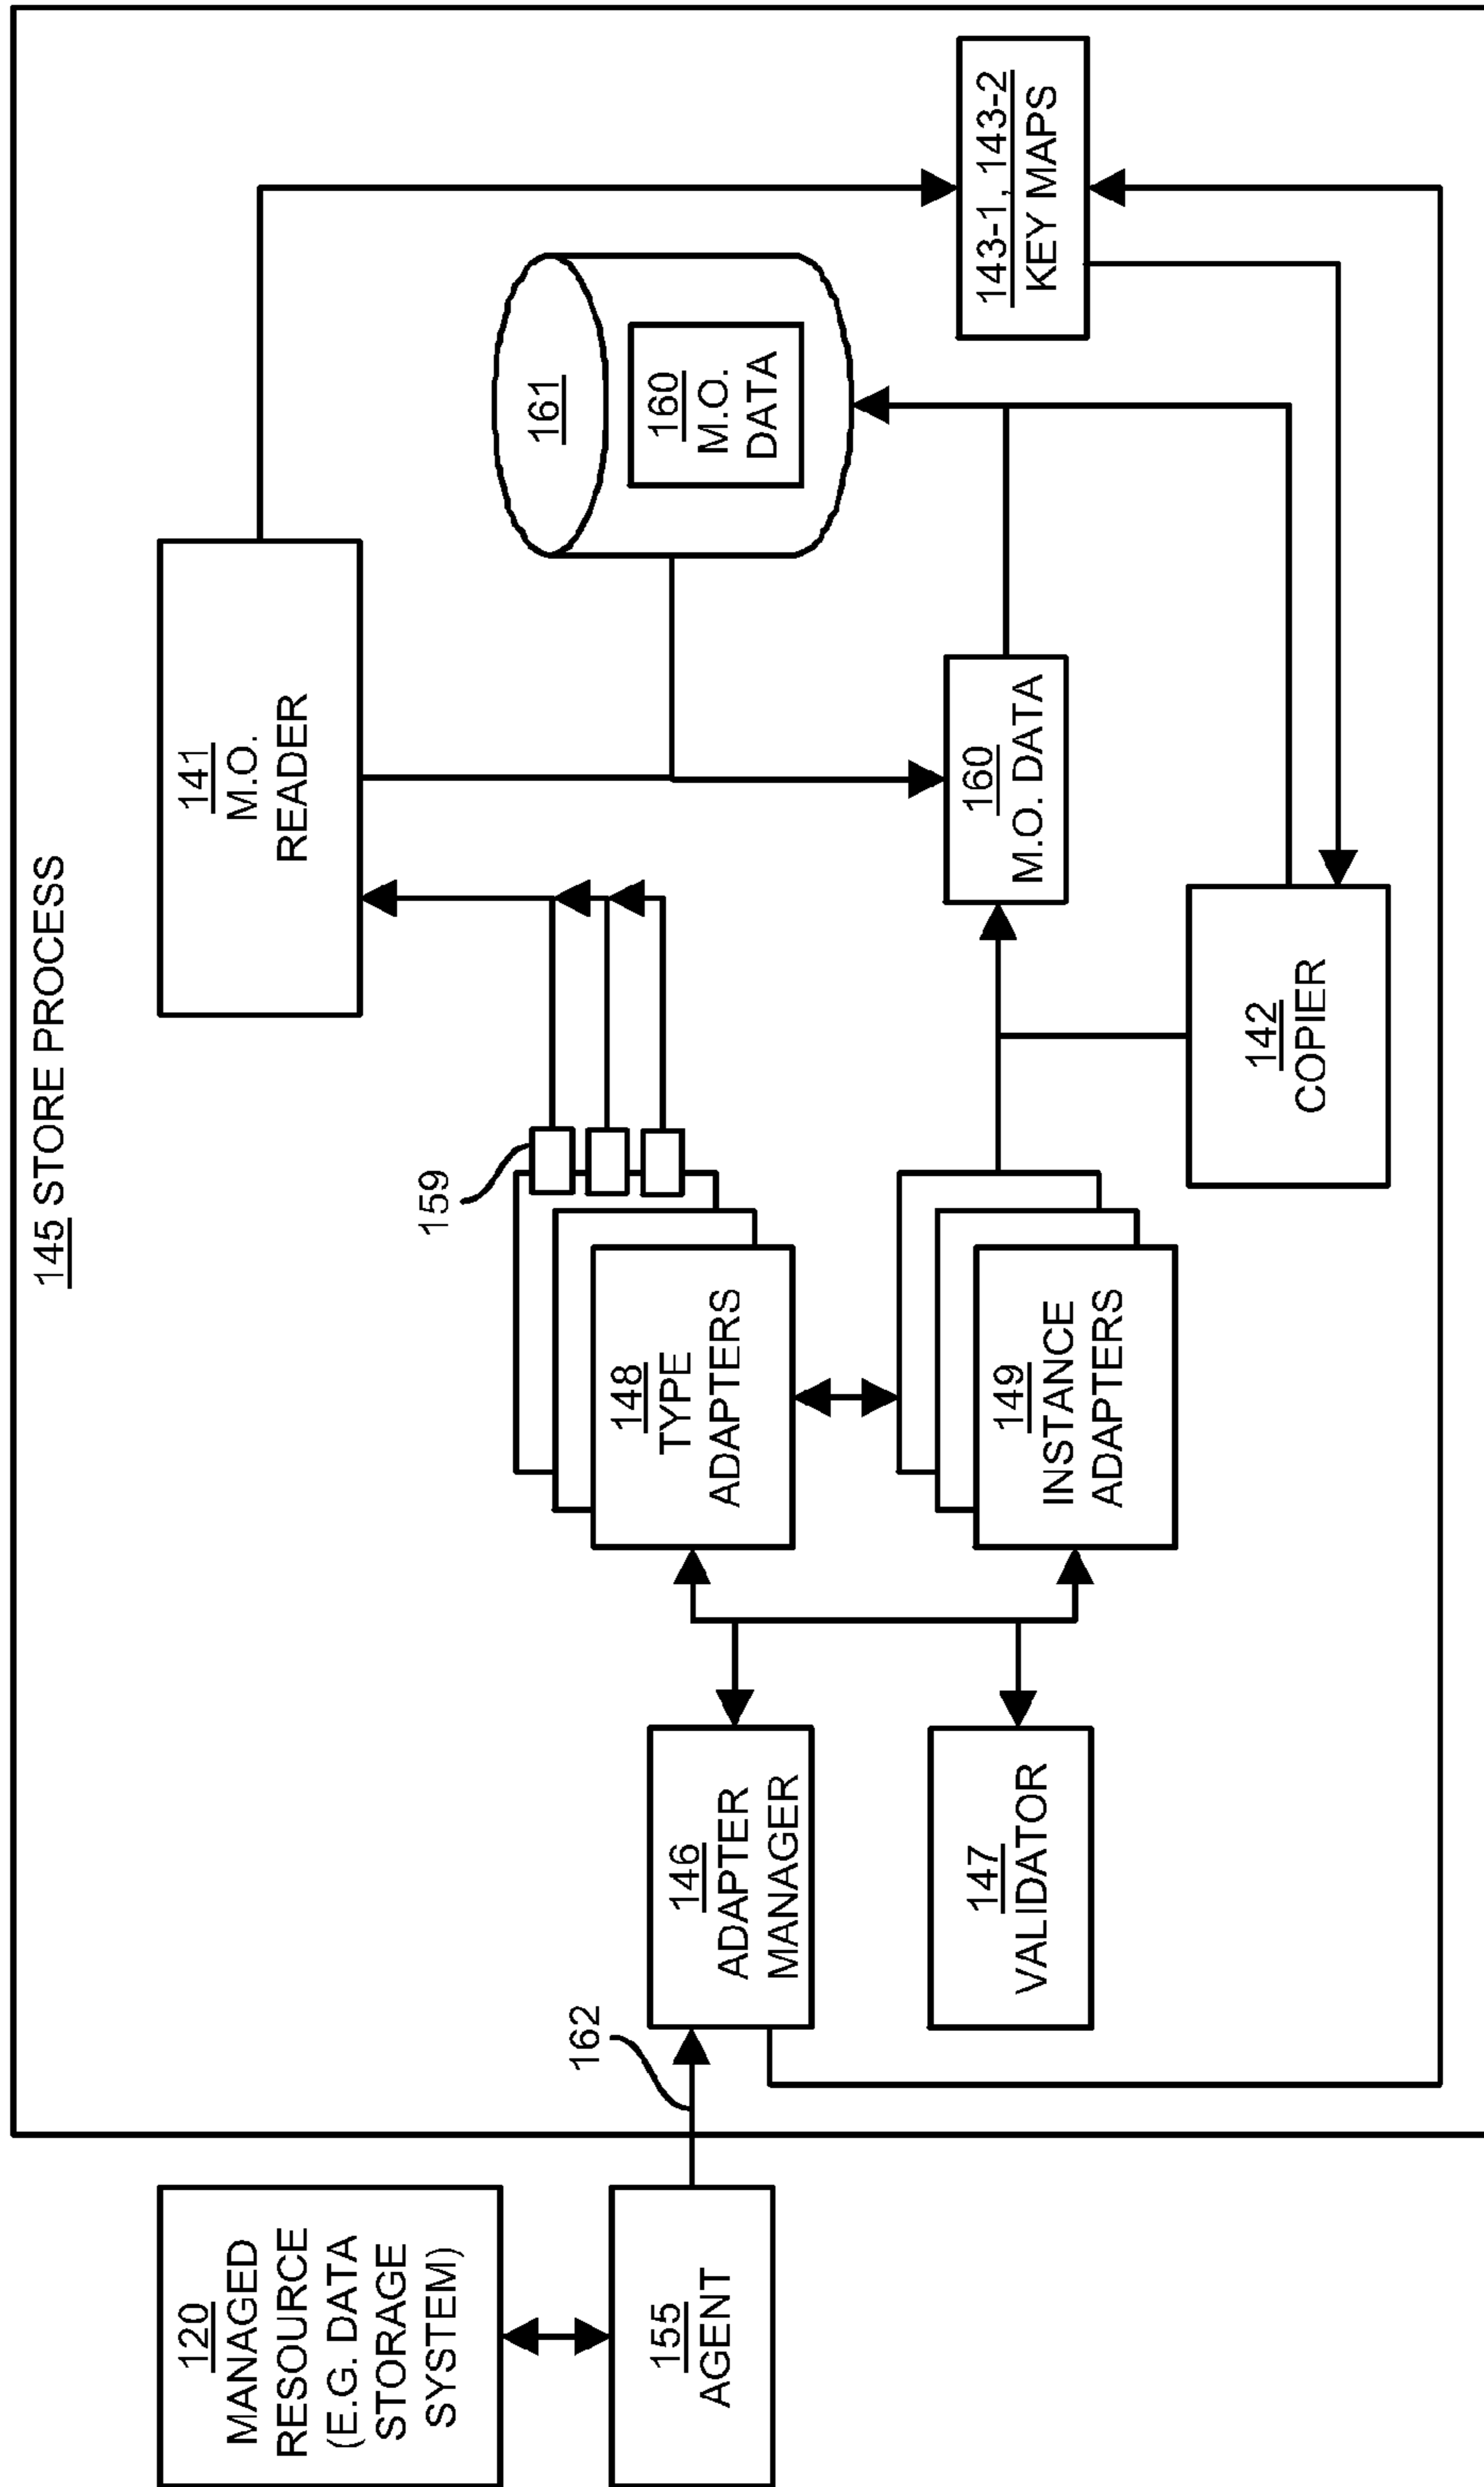 145 STORE PROCESS
120
MANAGED
RESOURCE
(E.G. DATA
STORAGE
SYSTEM)
155
AGENT
162
146
ADAPTER
MANAGER
147
VALIDATOR
148
TYPE
ADAPTERS
159
149
INSTANCE
ADAPTERS
141
M.O.
READER
142
COPIER
160
M.O. DATA
161
160
M.O.
DATA
143-1, 143-2
KEY MAPS